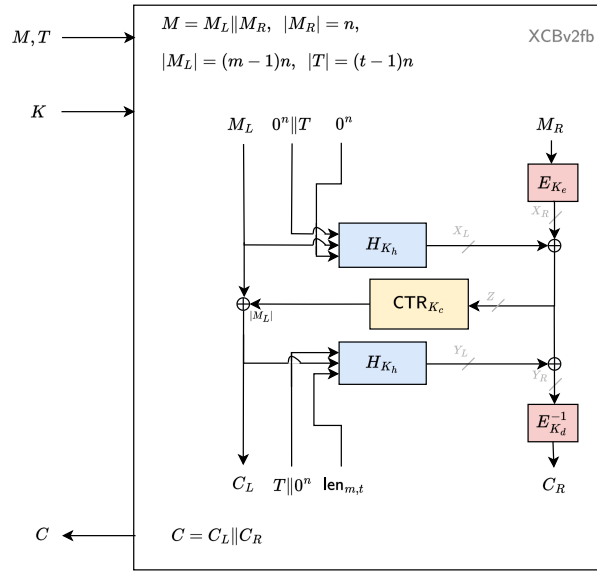 M = M_L‖M_R, |M_R| = n,
XCBv2fb
M, T
|M_L| = (m − 1)n, |T| = (t − 1)n
K
M_L
0^n‖T
0^n
M_R
E_{K_e}
X_R
H_{K_h}
X_L
CTR_{K_c}
Z
|M_L|
H_{K_h}
Y_L
Y_R
E^{-1}_{K_d}
C_L
T‖0^n
len_{m,t}
C_R
C
C = C_L‖C_R